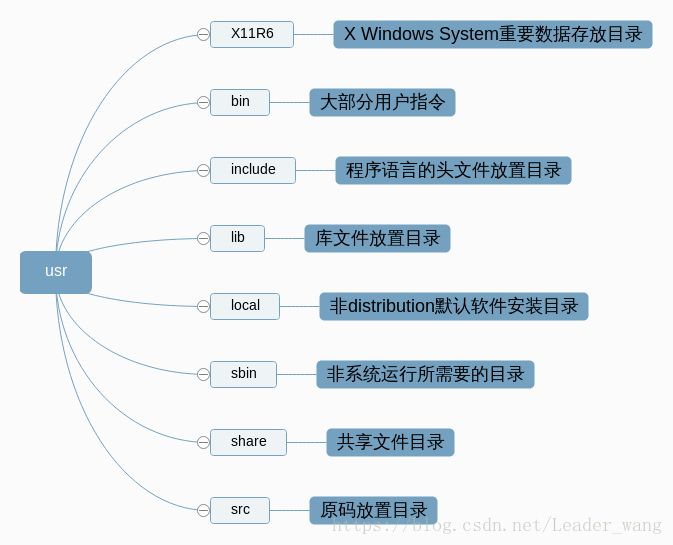 X11R6 X Windows System重要数据存放目录
bin 大部分用户指令
include 程序语言的头文件放置目录
lib 库文件放置目录
usr
local 非distribution默认软件安装目录
sbin 非系统运行所需要的目录
share 共享文件目录
src 原码放置目录
https://blog.csdn.net/Leader_wang